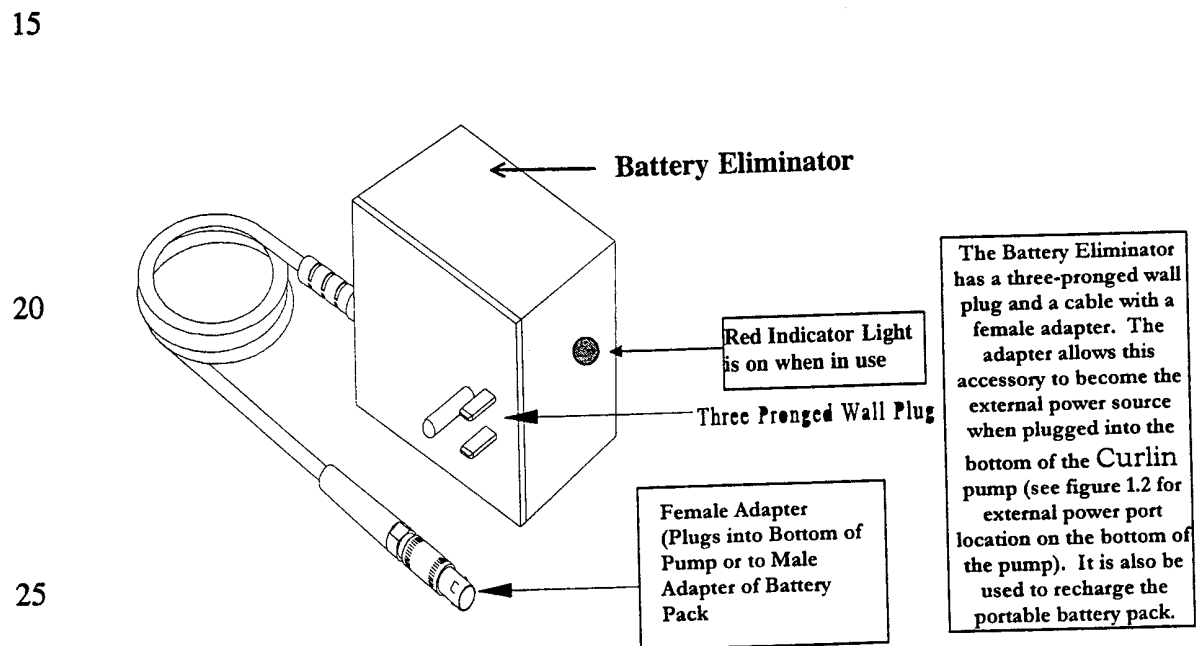 15
Battery Eliminator
20
Red Indicator Light
is on when in use
Three Pronged Wall Plug
The Battery Eliminator
has a three-pronged wall
plug and a cable with a
female adapter. The
adapter allows this
accessory to become the
external power source
when plugged into the
bottom of the Curlin
pump (see figure 1.2 for
external power port
location on the bottom of
the pump). It is also be
used to recharge the
portable battery pack.
25
Female Adapter
(Plugs into Bottom of
Pump or to Male
Adapter of Battery
Pack